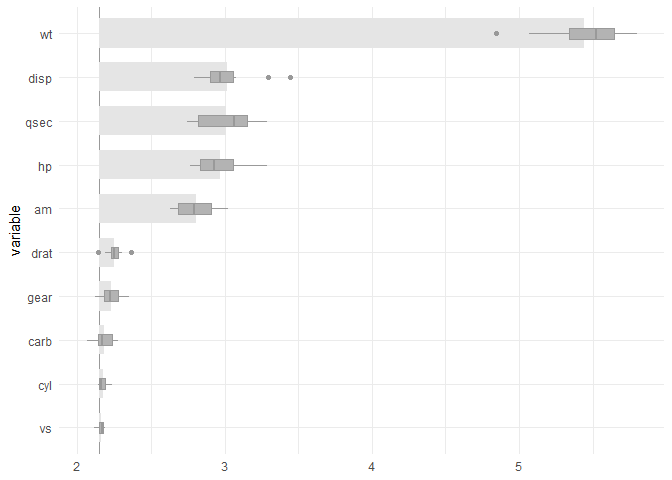 wt
disp
qsec
hp
am
drat
gear
carb
cyl
vs
variable
2 3 4 5